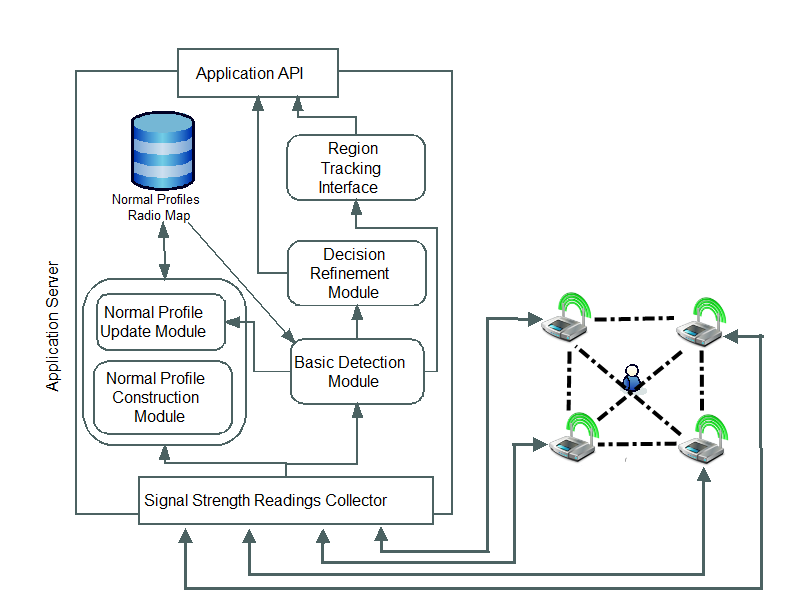 Application API
Region
Tracking
Interface
Normal Profiles
Radio Map
Decision
Refinement
Module
Application Server
Normal Profile
Update Module
Basic Detection
Module
Normal Profile
Construction
Module
Signal Strength Readings Collector